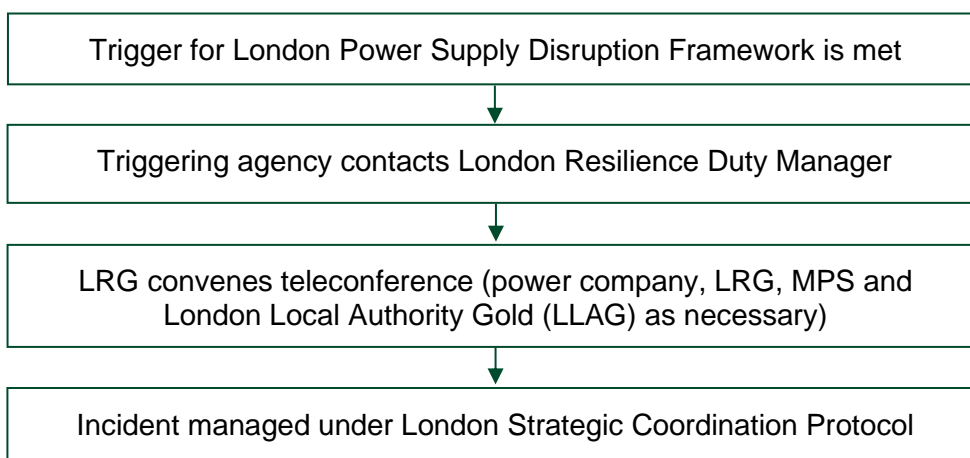 Trigger for London Power Supply Disruption Framework is met
Triggering agency contacts London Resilience Duty Manager
LRG convenes teleconference (power company, LRG, MPS and
London Local Authority Gold (LLAG) as necessary)
Incident managed under London Strategic Coordination Protocol